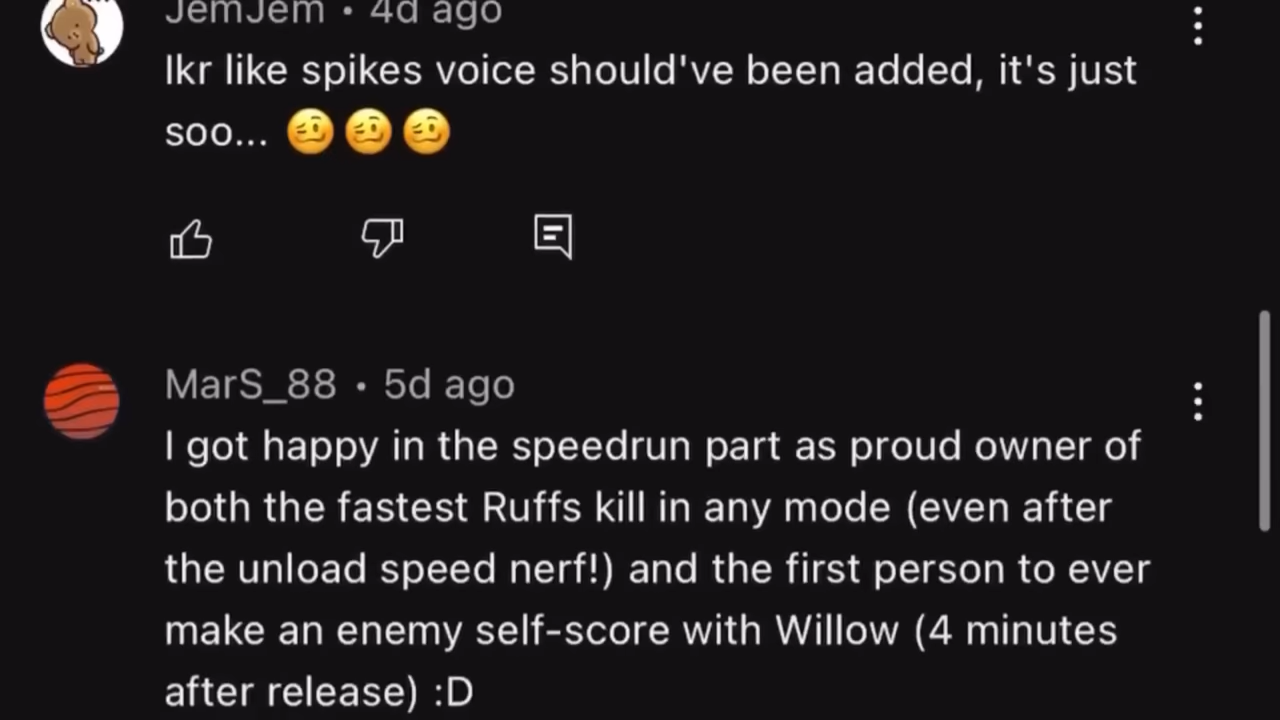 JemJem • 4d ago
Ikr like spikes voice should've been added, it's just
soo... 🥴🥴🥴
MarS_88 • 5d ago
I got happy in the speedrun part as proud owner of
both the fastest Ruffs kill in any mode (even after
the unload speed nerf!) and the first person to ever
make an enemy self-score with Willow (4 minutes
after release) :D